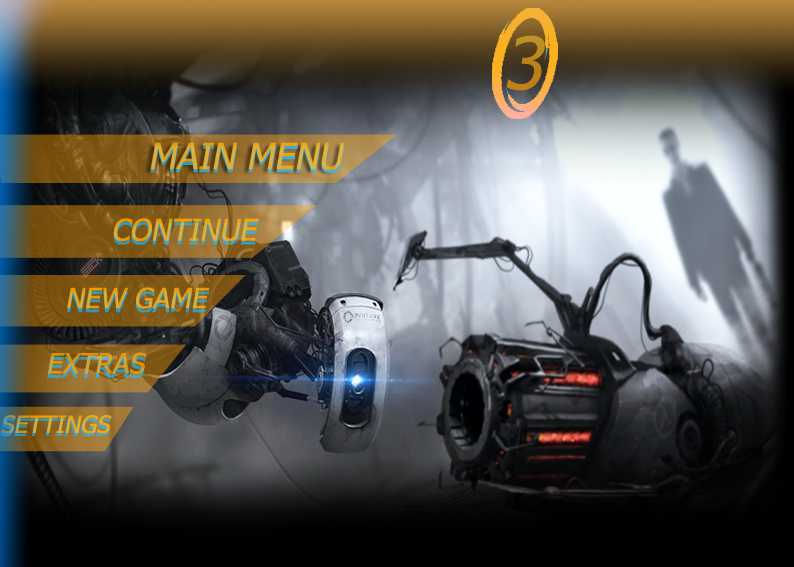 3
MAIN MENU
CONTINUE
NEW GAME
EXTRAS
SETTINGS